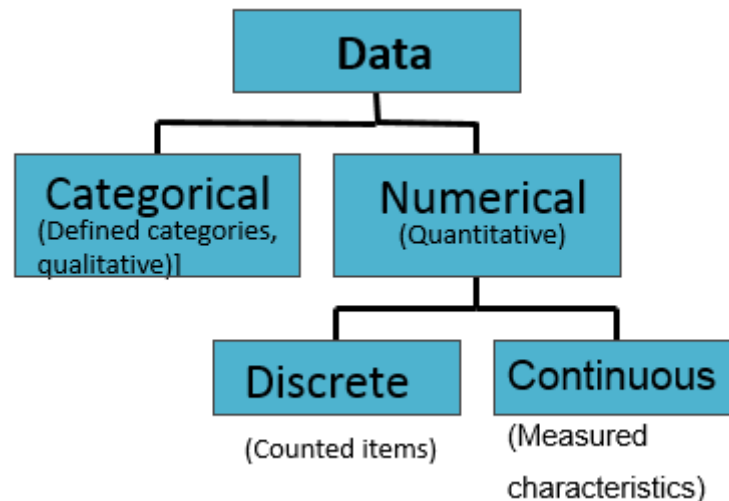 Data
Categorical
(Defined categories,
qualitative)]
Numerical
(Quantitative)
Discrete
(Counted items)
Continuous
(Measured
characteristics)